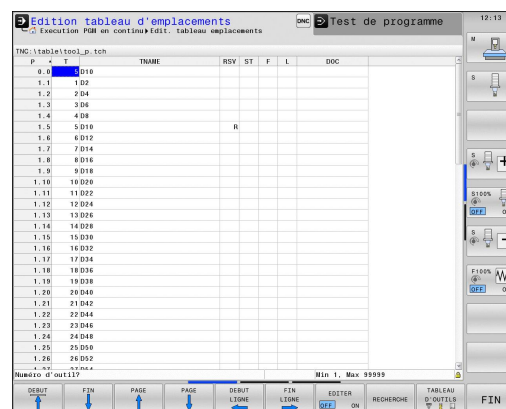 Edition tableau d'emplacements
Execution PGM en continu Edit. tableau emplacements
DNC
Test de programme
12:13
TNC:\table\tool_p.tch
P T TNAME RSV ST F L DOC
0.0 5 D10
1.1 1 D2
1.2 2 D4
1.3 3 D6
1.4 4 D8
1.5 5 D10 R
1.6 6 D12
1.7 7 D14
1.8 8 D16
1.9 9 D18
1.10 10 D20
1.11 11 D22
1.12 12 D24
1.13 13 D26
1.14 14 D28
1.15 15 D30
1.16 16 D32
1.17 17 D34
1.18 18 D36
1.19 19 D38
1.20 20 D40
1.21 21 D42
1.22 22 D44
1.23 23 D46
1.24 24 D48
1.25 25 D50
1.26 26 D52
Numéro d'outil? Min 1, Max 99999
M
S
S
S100%
OFF
S
F100%
OFF
DEBUT
FIN
PAGE
PAGE
DEBUT LIGNE
FIN LIGNE
EDITER
OFF ON
RECHERCHE
TABLEAU D'OUTILS
FIN